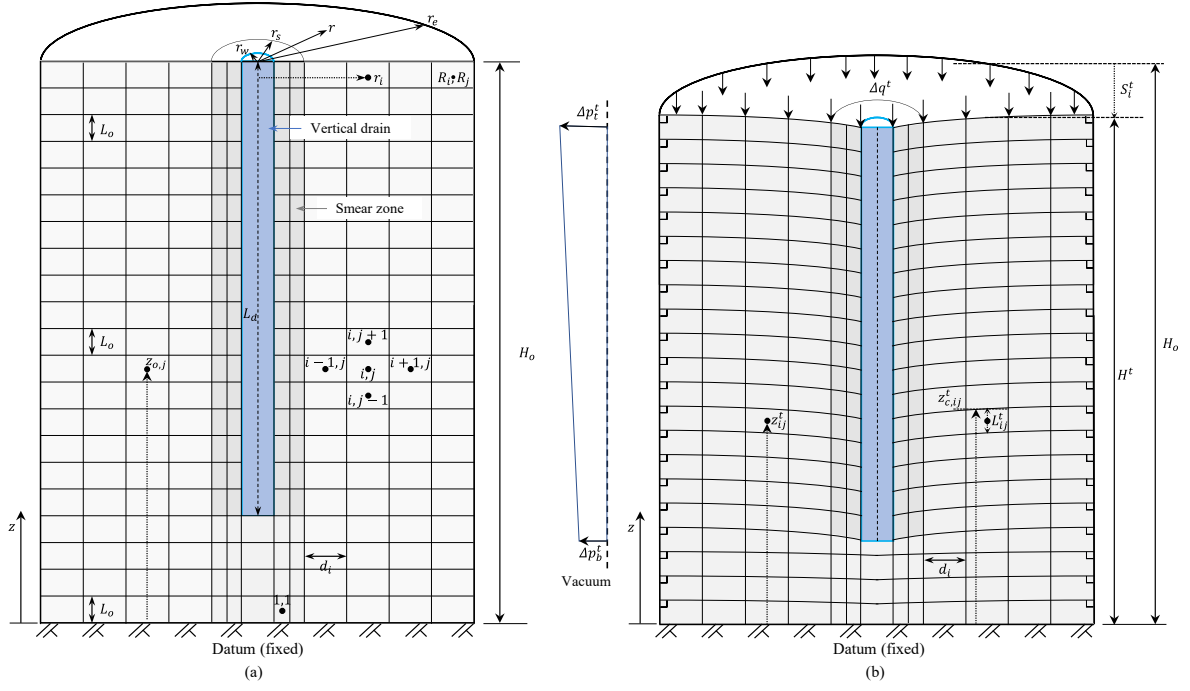 r_e
r_s
r
r_w
r_i
R_i, R_j
L_o
Vertical drain
Smear zone
L_d
L_o
i, j + 1
z_{o,j}
i − 1, j
i + 1, j
i, j
i, j − 1
H_o
z
d_i
L_o
1,1
Datum (fixed)
(a)
Δp_t^t
Δp_b^t
Vacuum
Δq^t
S_i^t
H_o
H^t
z_{c,ij}^t
z_{ij}^t
L_{ij}^t
z
d_i
Datum (fixed)
(b)